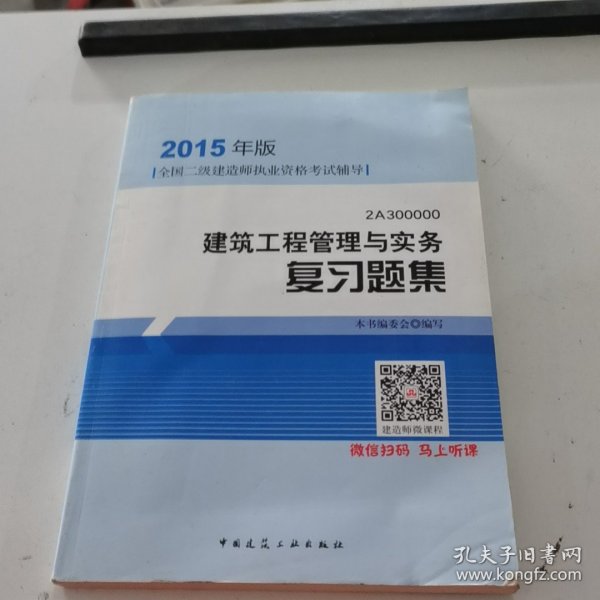 2015年版
全国二级建造师执业资格考试辅导
2A300000
建筑工程管理与实务
复习题集
本书编委会◎编写
建造师微课程
微信扫码 马上听课
中国建筑工业出版社
孔夫子旧书网
www.kongfz.com